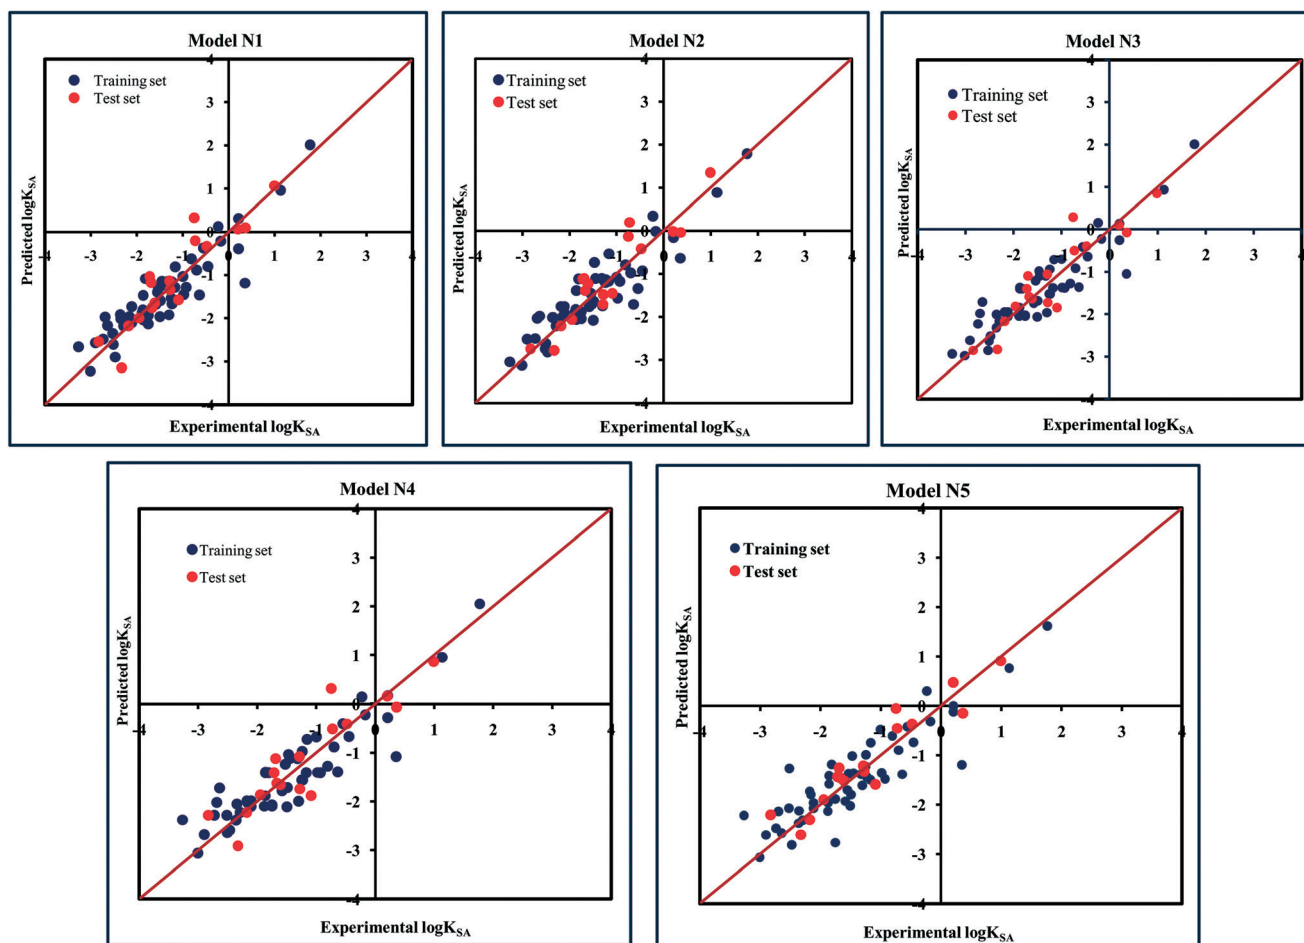 Model N1
Training set
Test set
4
3
2
1
0
-4 -3 -2 -1 0 1 2 3 4
-1
-2
-3
-4
Predicted logKSA
Experimental logKSA
Model N2
Training set
Test set
4
3
2
1
0
-4 -3 -2 -1 0 1 2 3 4
-1
-2
-3
-4
Predicted logKSA
Experimental logKSA
Model N3
Training set
Test set
4
3
2
1
0
-4 -3 -2 -1 0 1 2 3 4
-1
-2
-3
-4
Predicted logKSA
Experimental logKSA
Model N4
Training set
Test set
4
3
2
1
0
-4 -3 -2 -1 0 1 2 3 4
-1
-2
-3
-4
Predicted logKSA
Experimental logKSA
Model N5
Training set
Test set
4
3
2
1
0
-4 -3 -2 -1 0 1 2 3 4
-1
-2
-3
-4
Predicted logKSA
Experimental logKSA